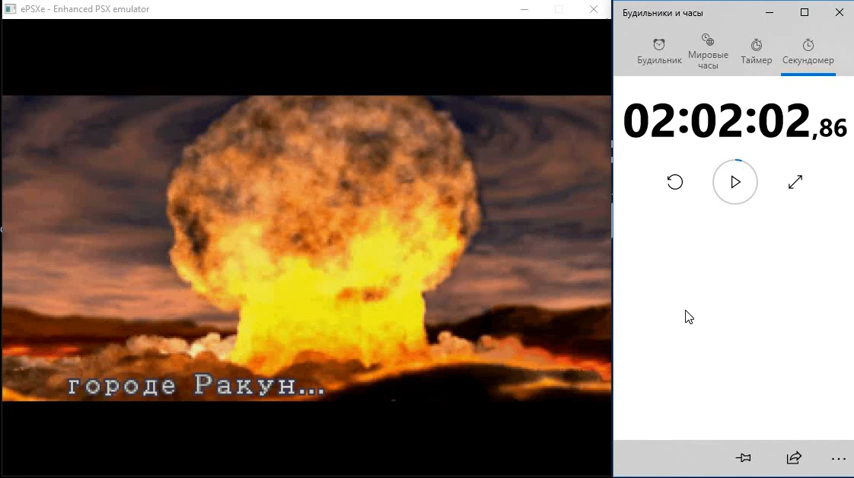 ePSXe - Enhanced PSX emulator
городе Ракун...
Будильники и часы
Будильник
Мировые
часы
Таймер
Секундомер
02:02:02,86